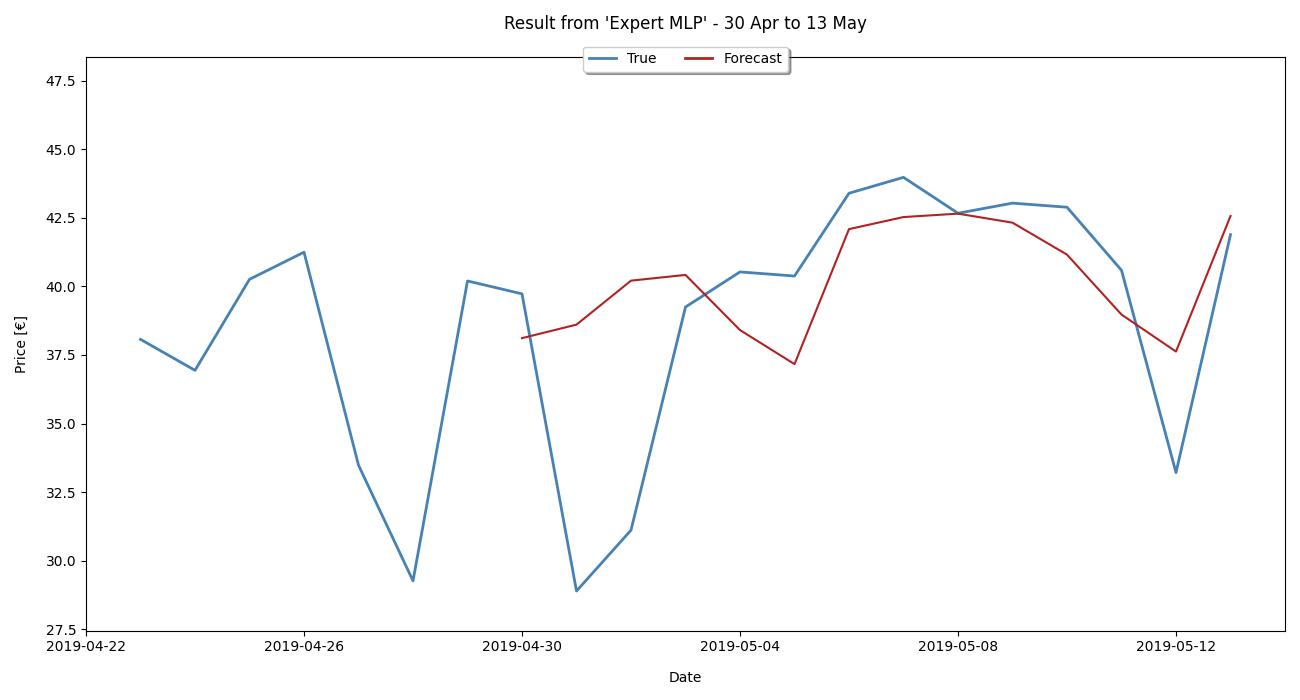 Result from 'Expert MLP' - 30 Apr to 13 May
True Forecast
47.5
45.0
42.5
40.0
37.5
35.0
32.5
30.0
27.5
Price [€]
2019-04-22 2019-04-26 2019-04-30 2019-05-04 2019-05-08 2019-05-12
Date